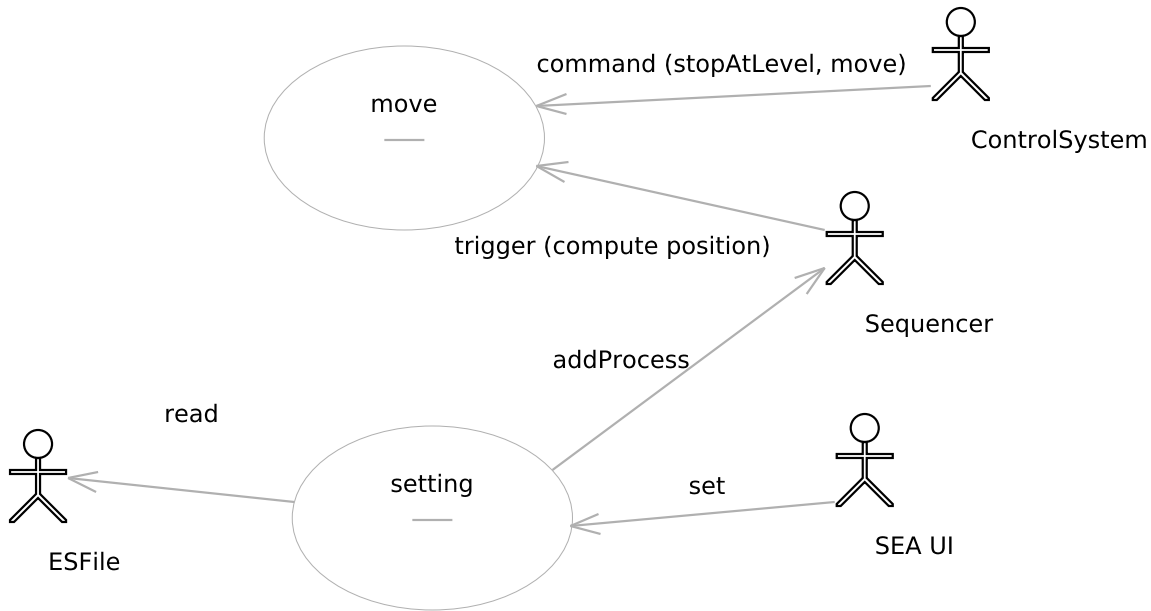 command (stopAtLevel, move)
move
ControlSystem
trigger (compute position)
Sequencer
addProcess
read
setting
set
SEA UI
ESFile